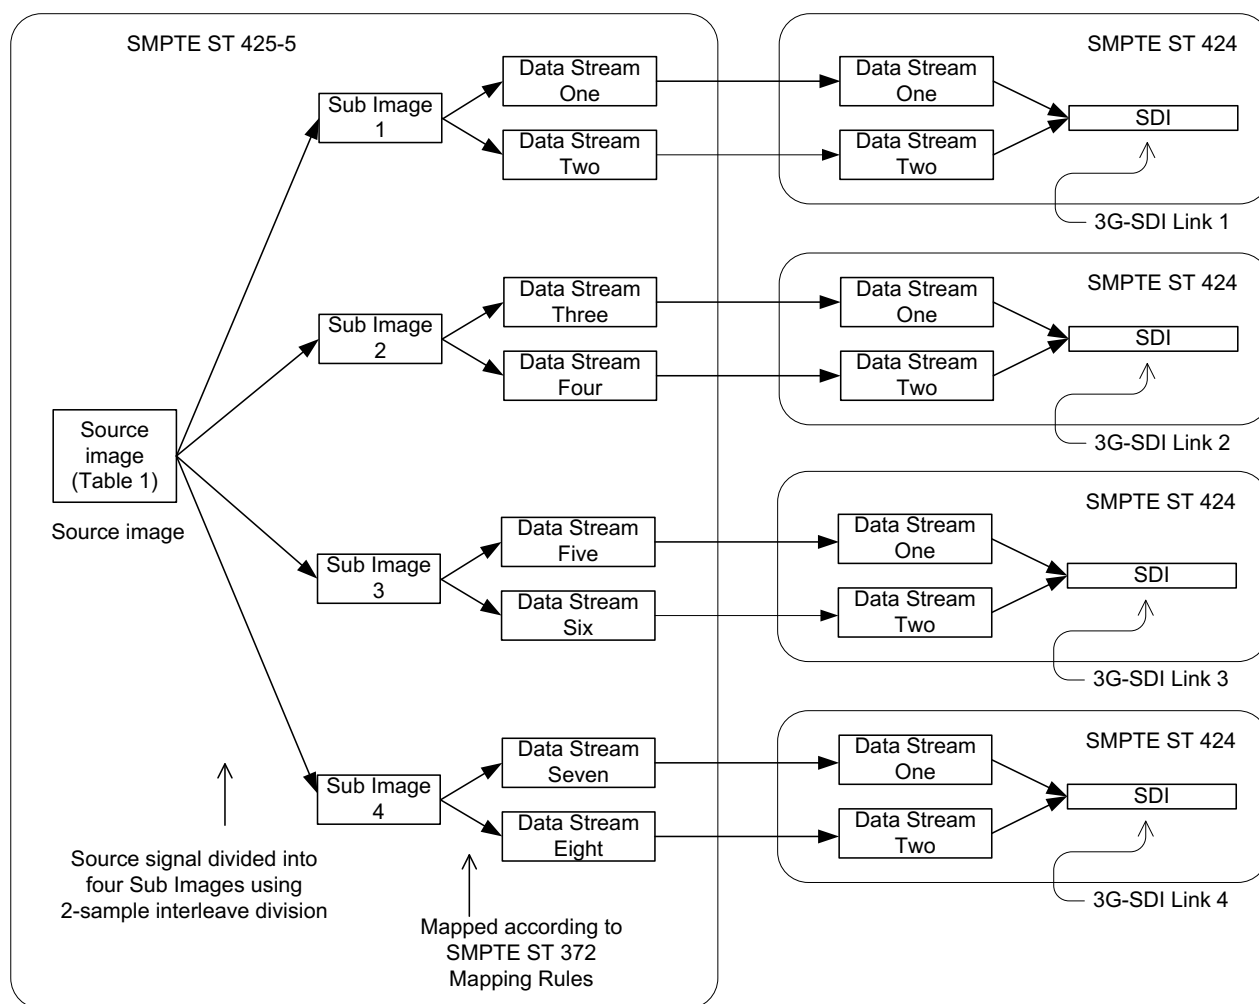 SMPTE ST 425-5
Source
image
(Table 1)
Source image
Source signal divided into
four Sub Images using
2-sample interleave division
Sub Image
1
Sub Image
2
Sub Image
3
Sub Image
4
Data Stream
One
Data Stream
Two
Data Stream
Three
Data Stream
Four
Data Stream
Five
Data Stream
Six
Data Stream
Seven
Data Stream
Eight
Mapped according to
SMPTE ST 372
Mapping Rules
SMPTE ST 424
Data Stream
One
Data Stream
Two
SDI
3G-SDI Link 1
SMPTE ST 424
Data Stream
One
Data Stream
Two
SDI
3G-SDI Link 2
SMPTE ST 424
Data Stream
One
Data Stream
Two
SDI
3G-SDI Link 3
SMPTE ST 424
Data Stream
One
Data Stream
Two
SDI
3G-SDI Link 4